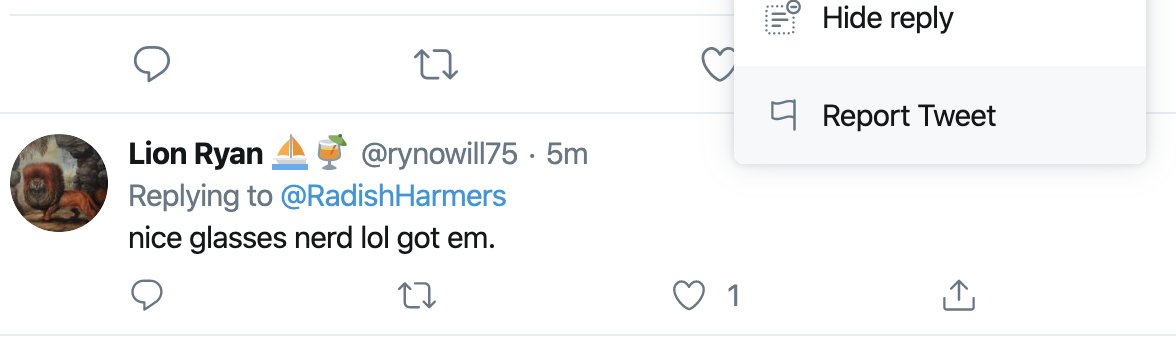 Hide reply
Report Tweet
Lion Ryan ⛵🍹 @rynowill75 · 5m
Replying to @RadishHarmers
nice glasses nerd lol got em.
1